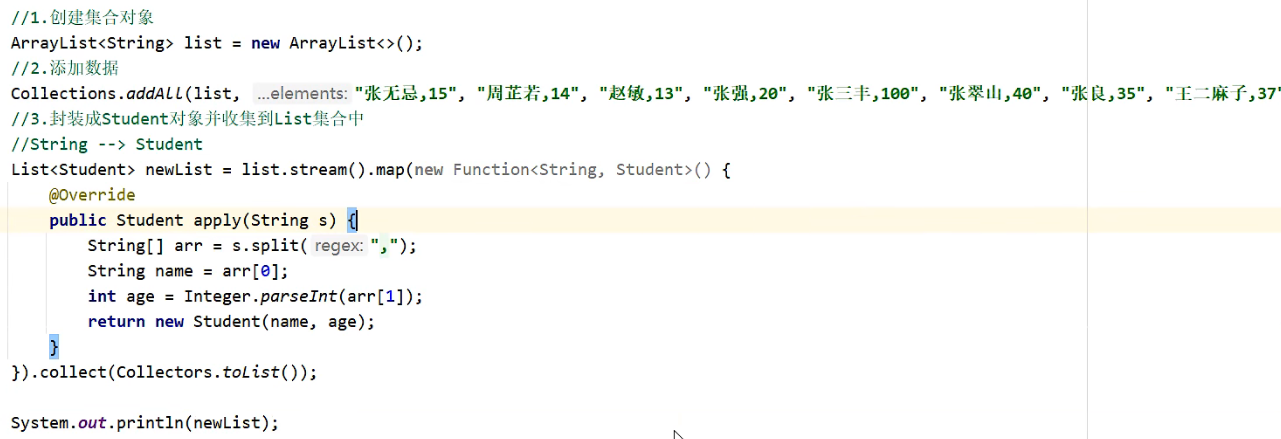 //1.创建集合对象
ArrayList<String> list = new ArrayList<>();
//2.添加数据
Collections.addAll(list, ...elements: "张无忌,15", "周芷若,14", "赵敏,13", "张强,20", "张三丰,100", "张翠山,40", "张良,35", "王二麻子,37"
//3.封装成Student对象并收集到List集合中
//String --> Student
List<Student> newList = list.stream().map(new Function<String, Student>() {
@Override
public Student apply(String s) {
String[] arr = s.split( regex: ",");
String name = arr[0];
int age = Integer.parseInt(arr[1]);
return new Student(name, age);
}
}).collect(Collectors.toList());
System.out.println(newList);